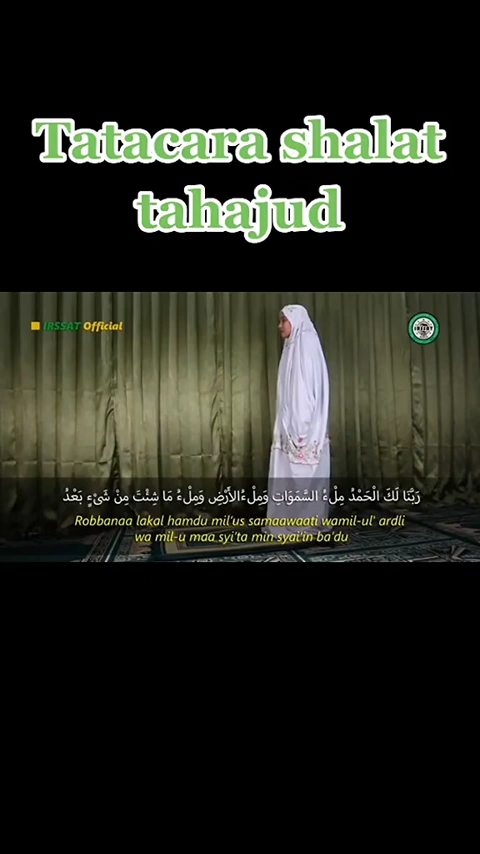 Tatacara shalat
tahajud
IRSSAT Official
رَبَّنَا لَكَ الْحَمْدُ مِلْءُ السَّمَوَاتِ وَمِلْءُ الأَرْضِ وَمِلْءُ مَا شِئْتَ مِنْ شَيْءٍ بَعْدُ
Robbanaa lakal hamdu mil'us samaawaati wamil-ul' ardli
wa mil-u maa syi'ta min syai'in ba'du